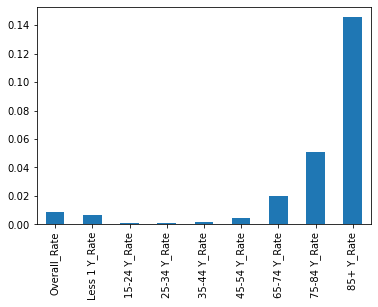 0.14
0.12
0.10
0.08
0.06
0.04
0.02
0.00
Overall_Rate
Less 1 Y_Rate
15-24 Y_Rate
25-34 Y_Rate
35-44 Y_Rate
45-54 Y_Rate
65-74 Y_Rate
75-84 Y_Rate
85+ Y_Rate